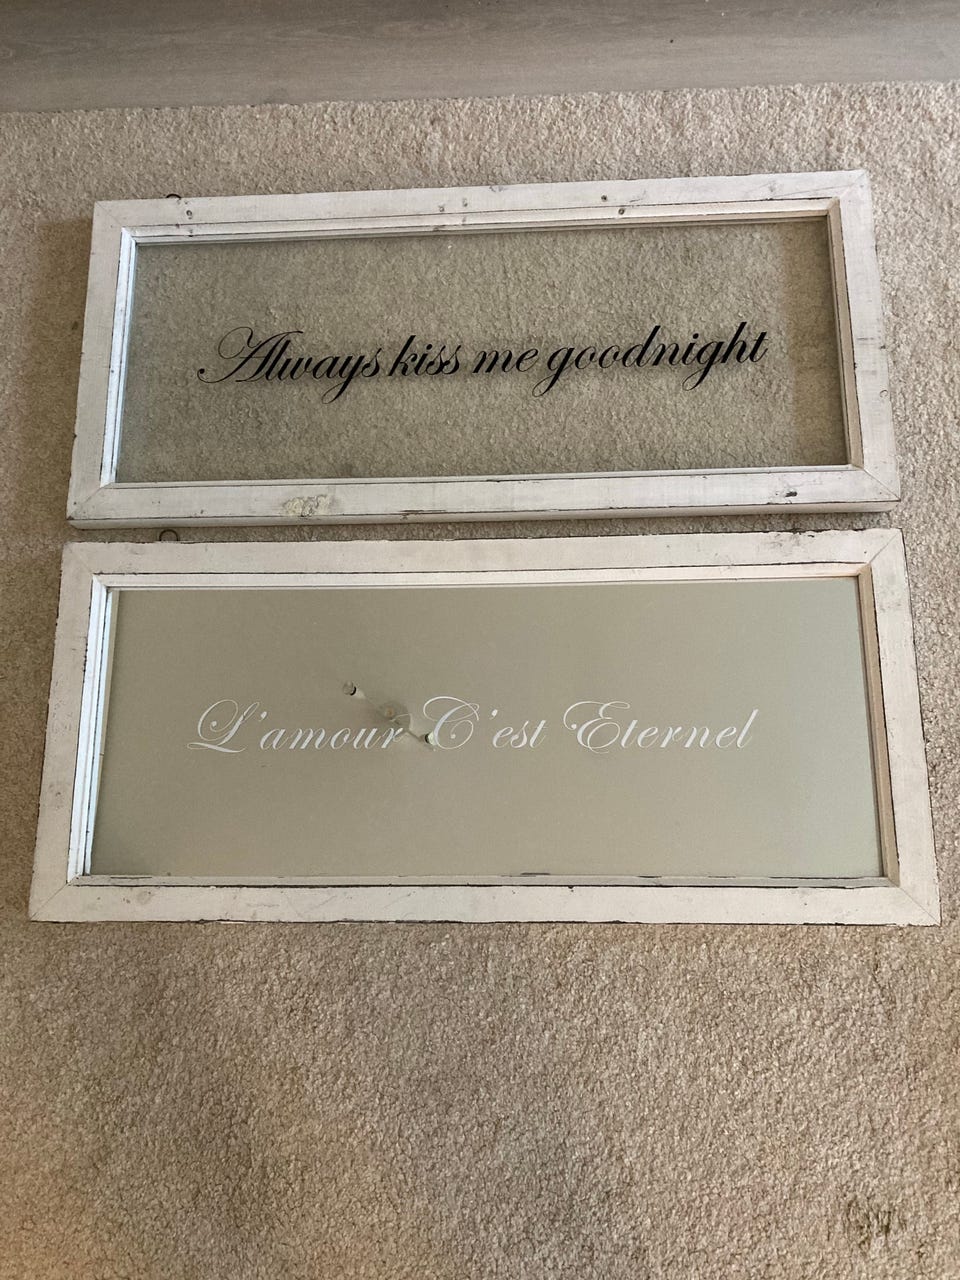 Always kiss me goodnight
L'amour C'est Eternel